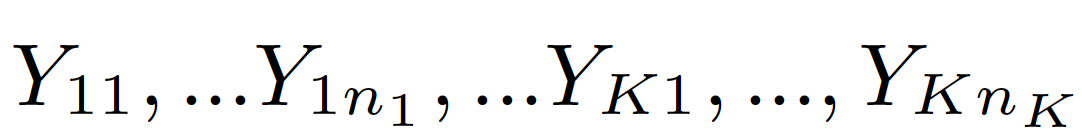 Y_{11}, ...Y_{1n_1}, ...Y_{K1}, ..., Y_{Kn_K}